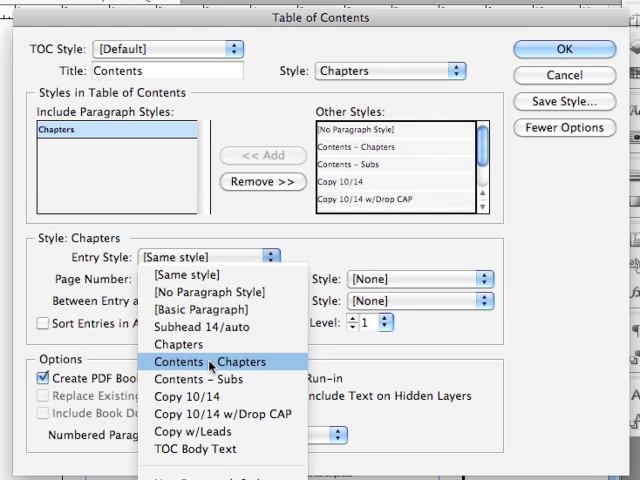 Table of Contents
TOC Style: [Default]
OK
Title: Contents
Style: Chapters
Cancel
Styles in Table of Contents
Save Style...
Include Paragraph Styles:
Other Styles:
Fewer Options
Chapters
[No Paragraph Style]
Contents - Chapters
<< Add
Contents - Subs
Remove >>
Copy 10/14
Copy 10/14 w/Drop CAP
Style: Chapters
Entry Style: [Same style]
[Same style]
Page Number:
Style: [None]
[No Paragraph Style]
Between Entry a
Style: [None]
[Basic Paragraph]
Sort Entries in A
Subhead 14/auto
Level: 1
Chapters
Options
Contents - Chapters
Create PDF Boo
Contents - Subs
Run-in
Replace Existing
Copy 10/14
clude Text on Hidden Layers
Include Book Do
Copy 10/14 w/Drop CAP
Numbered Parag
Copy w/Leads
TOC Body Text